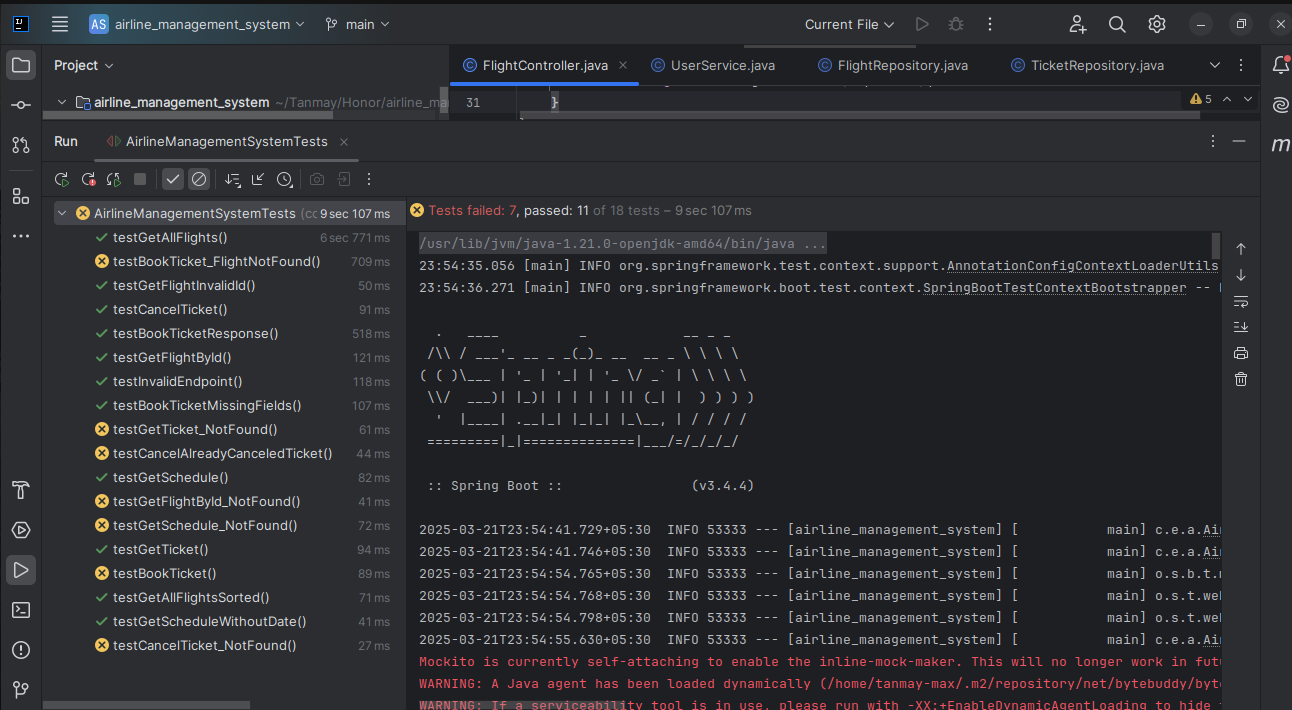 AS airline_management_system main Current File
Project
FlightController.java UserService.java FlightRepository.java TicketRepository.java
airline_management_system ~/Tanmay/Honor/airline_ma
31 } 5
Run AirlineManagementSystemTests
AirlineManagementSystemTests (cc 9 sec 107 ms
Tests failed: 7, passed: 11 of 18 tests – 9 sec 107 ms
testGetAllFlights() 6 sec 771 ms
testBookTicket_FlightNotFound() 709 ms
testGetFlightInvalidId() 50 ms
testCancelTicket() 91 ms
testBookTicketResponse() 518 ms
testGetFlightById() 121 ms
testInvalidEndpoint() 118 ms
testBookTicketMissingFields() 107 ms
testGetTicket_NotFound() 61 ms
testCancelAlreadyCanceledTicket() 44 ms
testGetSchedule() 82 ms
testGetFlightById_NotFound() 41 ms
testGetSchedule_NotFound() 72 ms
testGetTicket() 94 ms
testBookTicket() 89 ms
testGetAllFlightsSorted() 71 ms
testGetScheduleWithoutDate() 41 ms
testCancelTicket_NotFound() 27 ms
/usr/lib/jvm/java-1.21.0-openjdk-amd64/bin/java ...
23:54:35.056 [main] INFO org.springframework.test.context.support.AnnotationConfigContextLoaderUtils
23:54:36.271 [main] INFO org.springframework.boot.test.context.SpringBootTestContextBootstrapper --
  .   ____          _            __ _ _
 /\\ / ___'_ __ _ _(_)_ __  __ _ \ \ \ \
( ( )\___ | '_ | '_| | '_ \/ _` | \ \ \ \
 \\/  ___)| |_)| | | | | || (_| |  ) ) ) )
  '  |____| .__|_| |_|_| |_\__, | / / / /
 =========|_|==============|___/=/_/_/_/
 :: Spring Boot ::                (v3.4.4)
2025-03-21T23:54:41.729+05:30  INFO 53333 --- [airline_management_system] [           main] c.e.a.Ai
2025-03-21T23:54:41.746+05:30  INFO 53333 --- [airline_management_system] [           main] c.e.a.Ai
2025-03-21T23:54:54.765+05:30  INFO 53333 --- [airline_management_system] [           main] o.s.b.t.
2025-03-21T23:54:54.768+05:30  INFO 53333 --- [airline_management_system] [           main] o.s.t.we
2025-03-21T23:54:54.798+05:30  INFO 53333 --- [airline_management_system] [           main] o.s.t.we
2025-03-21T23:54:55.630+05:30  INFO 53333 --- [airline_management_system] [           main] c.e.a.Ai
Mockito is currently self-attaching to enable the inline-mock-maker. This will no longer work in fut
WARNING: A Java agent has been loaded dynamically (/home/tanmay-max/.m2/repository/net/bytebuddy/byt
WARNING: If a serviceability tool is in use, please run with -XX:+EnableDynamicAgentLoading to hide